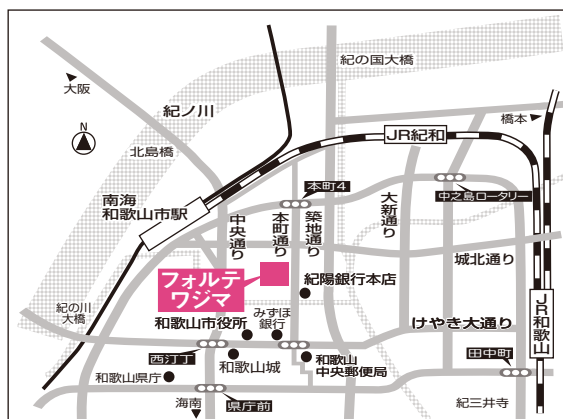 紀の国大橋
大阪
紀ノ川
橋本
N
北島橋
JR紀和
南海
和歌山市駅
本町4
中之島ロータリー
中央通り
本町通り
築地通り
大新通り
城北通り
フォルテ
ワジマ
紀陽銀行本店
紀の川
大橋
みずほ
銀行
和歌山市役所
けやき大通り
JR和歌山
西汀丁
和歌山城
和歌山
中央郵便局
田中町
和歌山県庁
海南
県庁前
紀三井寺